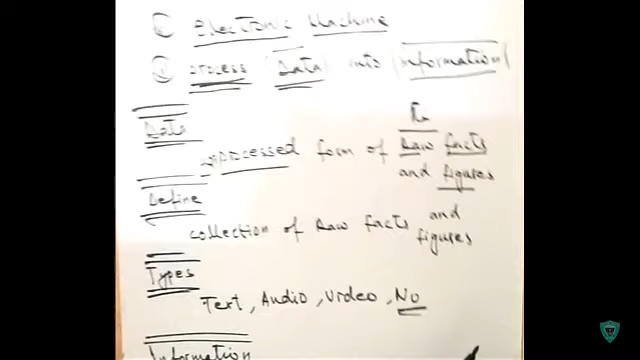 ① Electronic Machine
② process Data into (Information)
Data
Unprocessed form of Raw facts
and figures
Define
collection of Raw facts and
figures
Types
Text, Audio, Video, No
Information